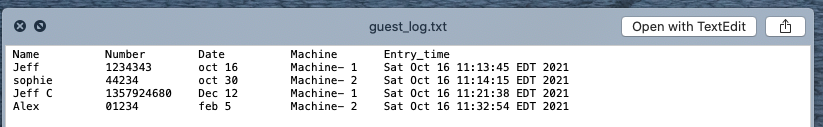 guest_log.txt
Open with TextEdit
Name Number Date Machine Entry_time
Jeff 1234343 oct 16 Machine- 1 Sat Oct 16 11:13:45 EDT 2021
sophie 44234 oct 30 Machine- 2 Sat Oct 16 11:14:15 EDT 2021
Jeff C 1357924680 Dec 12 Machine- 1 Sat Oct 16 11:21:38 EDT 2021
Alex 01234 feb 5 Machine- 2 Sat Oct 16 11:32:54 EDT 2021